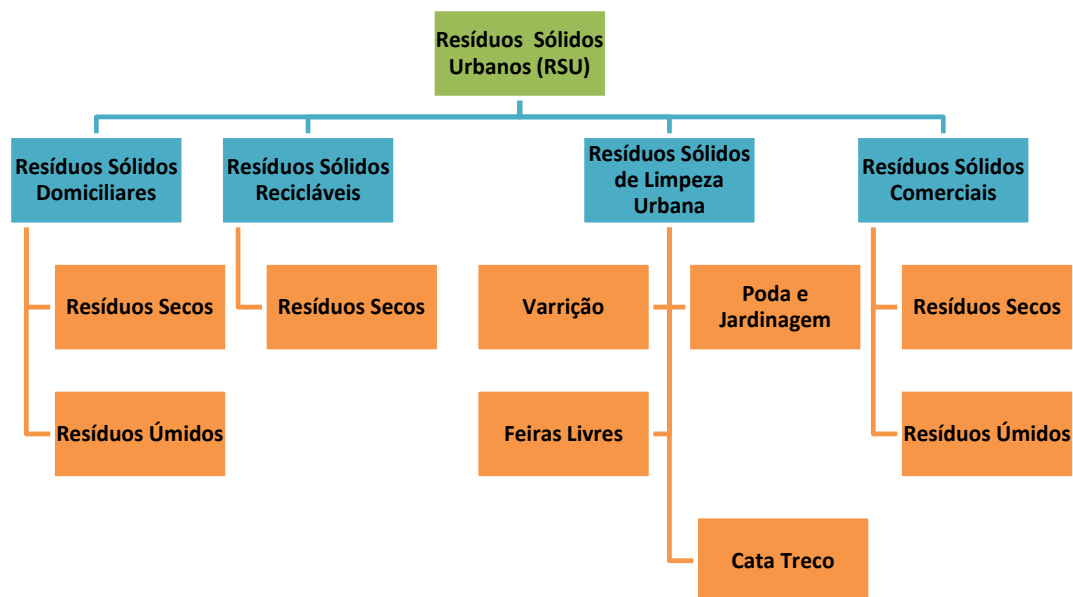 Resíduos Sólidos
Urbanos (RSU)
Resíduos Sólidos
Domiciliares
Resíduos Sólidos
Recicláveis
Resíduos Sólidos
de Limpeza
Urbana
Resíduos Sólidos
Comerciais
Resíduos Secos
Resíduos Úmidos
Resíduos Secos
Varrição
Poda e
Jardinagem
Feiras Livres
Cata Treco
Resíduos Secos
Resíduos Úmidos